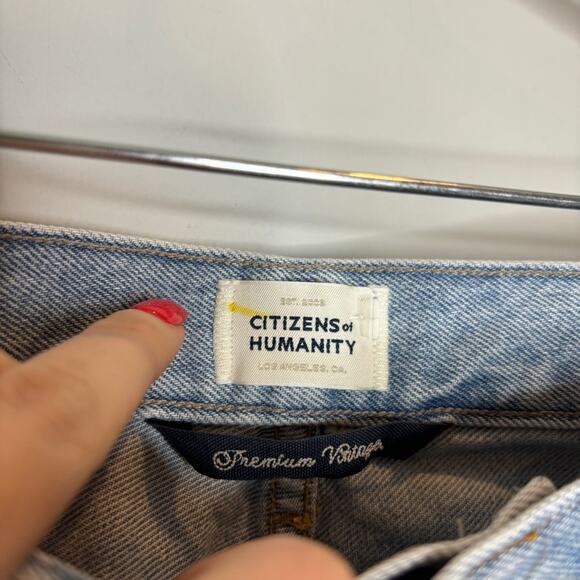 EST. 2003
CITIZENS of
HUMANITY
LOS ANGELES, CA.
Premium Vintage